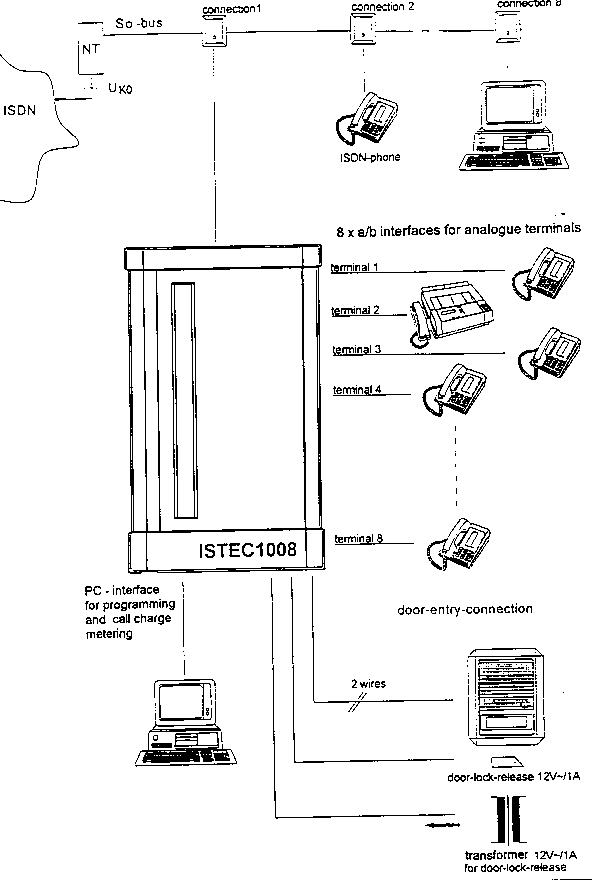 connection1
connection 2
connection 8
So -bus
NT
UK0
ISDN
ISDN-phone
8 x a/b interfaces for analogue terminals
terminal 1
terminal 2
terminal 3
terminal 4
terminal 8
ISTEC1008
PC - interface
for programming
and call charge
metering
door-entry-connection
2 wires
door-lock-release 12V~/1A
transformer 12V~/1A
for door-lock-release